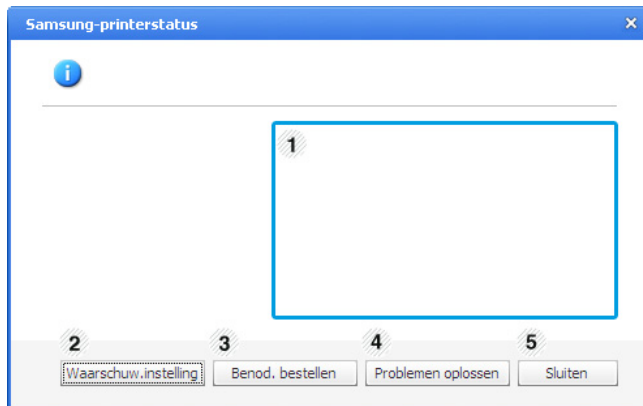 Samsung-printerstatus
1
2 3 4 5
Waarschuw.instelling Benod. bestellen Problemen oplossen Sluiten